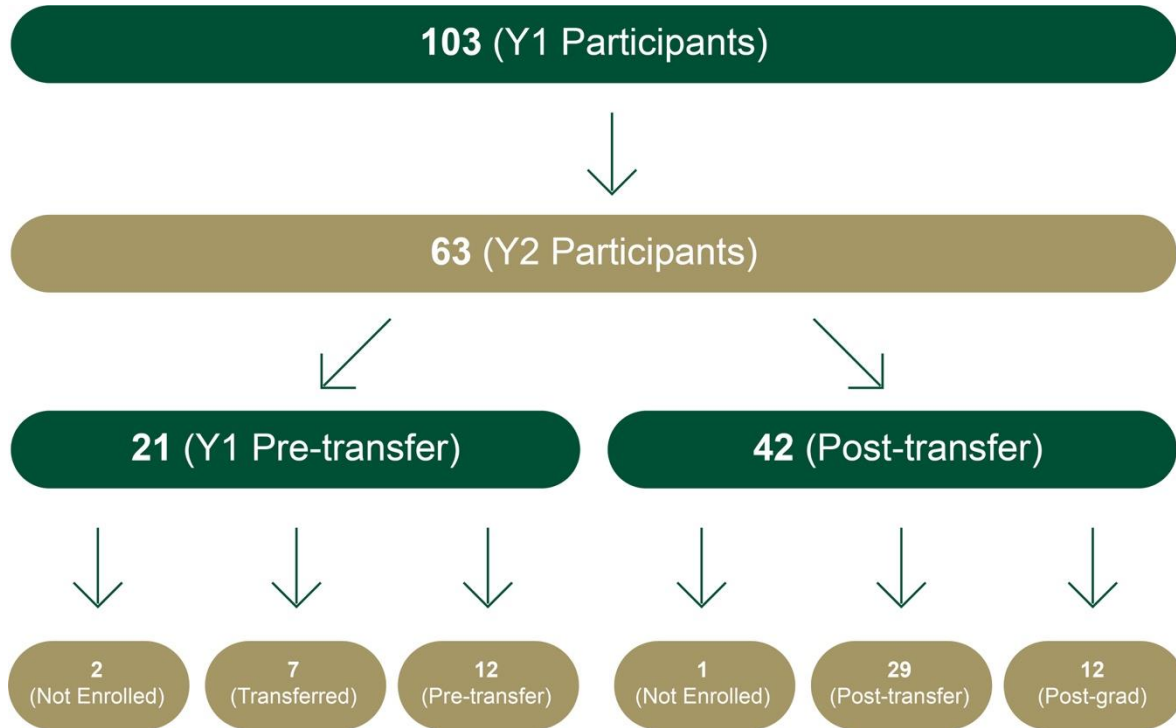 103 (Y1 Participants)
63 (Y2 Participants)
21 (Y1 Pre-transfer)
42 (Post-transfer)
2
(Not Enrolled)
7
(Transferred)
12
(Pre-transfer)
1
(Not Enrolled)
29
(Post-transfer)
12
(Post-grad)